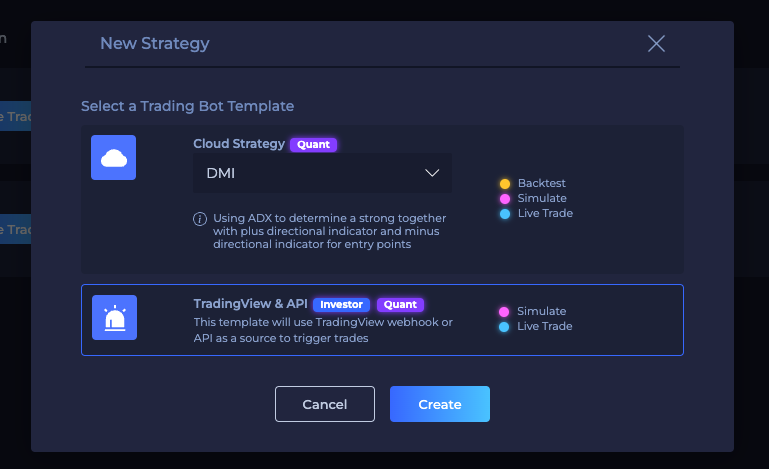 New Strategy
Select a Trading Bot Template
Cloud Strategy Quant
DMI
Using ADX to determine a strong together
with plus directional indicator and minus
directional indicator for entry points
Backtest
Simulate
Live Trade
TradingView & API Investor Quant
This template will use TradingView webhook or
API as a source to trigger trades
Simulate
Live Trade
Cancel
Create